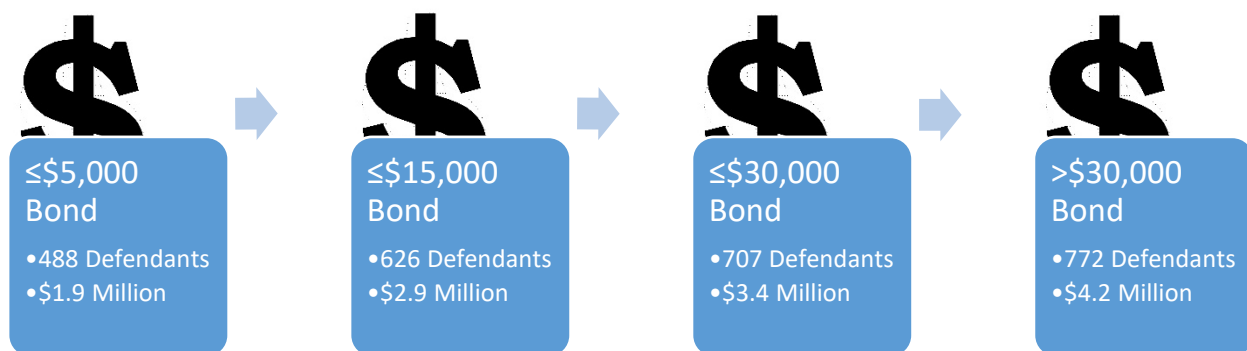 ≤$5,000
Bond
•488 Defendants
•$1.9 Million
≤$15,000
Bond
•626 Defendants
•$2.9 Million
≤$30,000
Bond
•707 Defendants
•$3.4 Million
>$30,000
Bond
•772 Defendants
•$4.2 Million